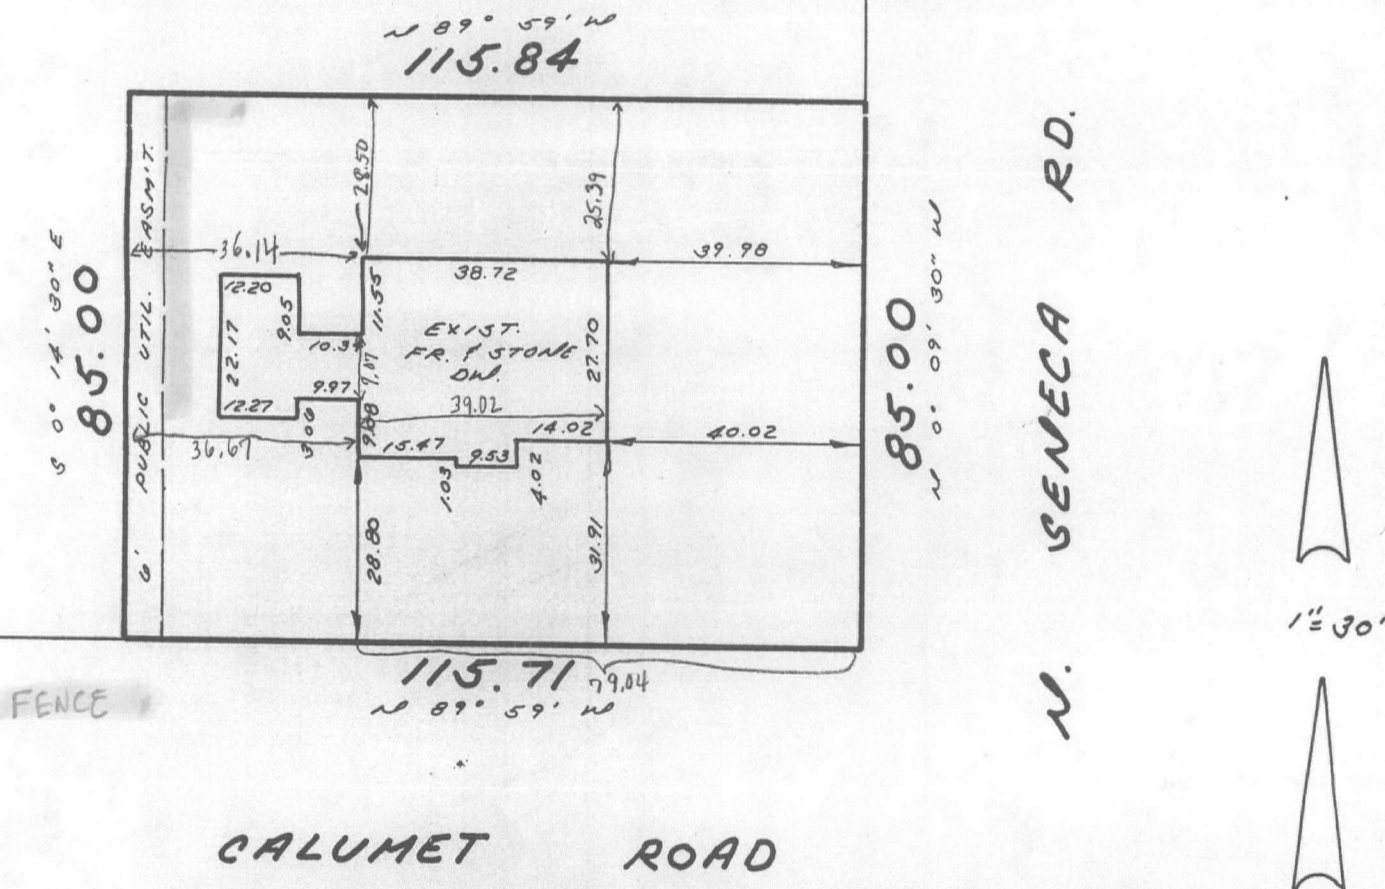 N 89° 59' W
115.84
S 0° 14' 30" E
85.00
6' PUBLIC UTIL. EASM'T.
28.50
25.39
36.14
38.72
39.98
12.20
9.05
11.55
10.39
22.17
EXIST.
FR. & STONE
DW.
27.70
9.07
9.97
12.27
3.06
9.88
39.02
36.67
15.47
9.53
14.02
40.02
1.03
4.02
28.80
31.91
85.00
N 0° 09' 30" W
N. SENECA RD.
1" = 30'
115.71
79.04
N 89° 59' W
FENCE
CALUMET ROAD